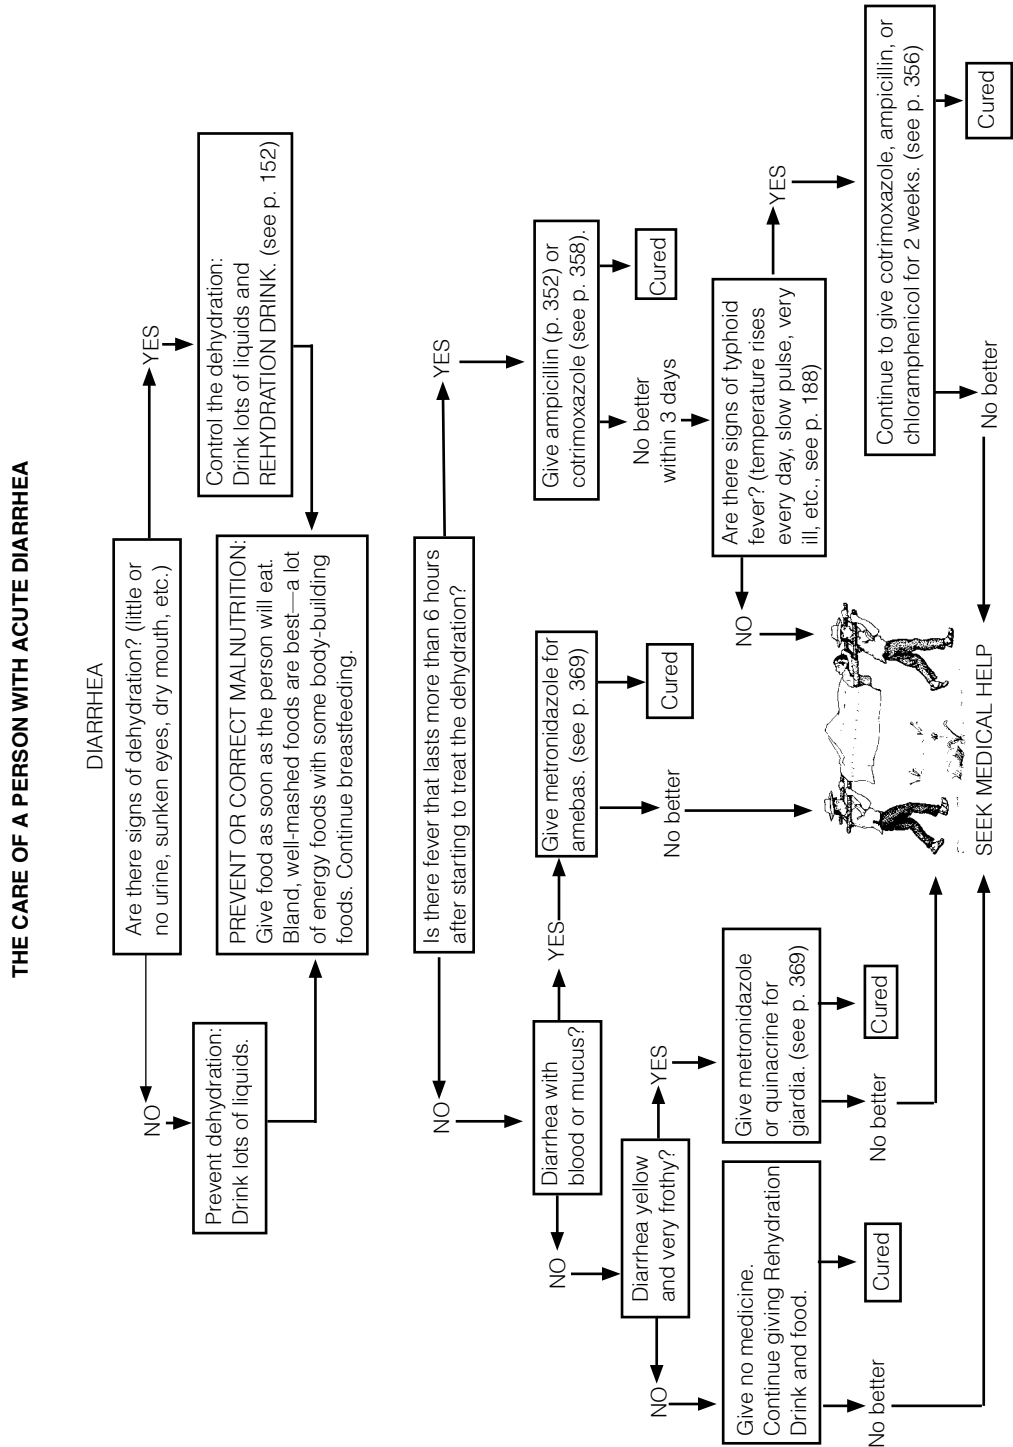 THE CARE OF A PERSON WITH ACUTE DIARRHEA
DIARRHEA
Are there signs of dehydration? (little or
no urine, sunken eyes, dry mouth, etc.)
NO
YES
Prevent dehydration:
Drink lots of liquids.
Control the dehydration:
Drink lots of liquids and
REHYDRATION DRINK. (see p. 152)
PREVENT OR CORRECT MALNUTRITION:
Give food as soon as the person will eat.
Bland, well-mashed foods are best—a lot
of energy foods with some body-building
foods. Continue breastfeeding.
Is there fever that lasts more than 6 hours
after starting to treat the dehydration?
NO
YES
Diarrhea with
blood or mucus?
NO
YES
Give metronidazole for
amebas. (see p. 369)
Cured
No better
Give ampicillin (p. 352) or
cotrimoxazole (see p. 358).
Cured
No better
within 3 days
Diarrhea yellow
and very frothy?
NO
YES
Give no medicine.
Continue giving Rehydration
Drink and food.
Cured
No better
Give metronidazole
or quinacrine for
giardia. (see p. 369)
Cured
No better
Are there signs of typhoid
fever? (temperature rises
every day, slow pulse, very
ill, etc., see p. 188)
NO
YES
Continue to give cotrimoxazole, ampicillin, or
chloramphenicol for 2 weeks. (see p. 356)
Cured
No better
SEEK MEDICAL HELP